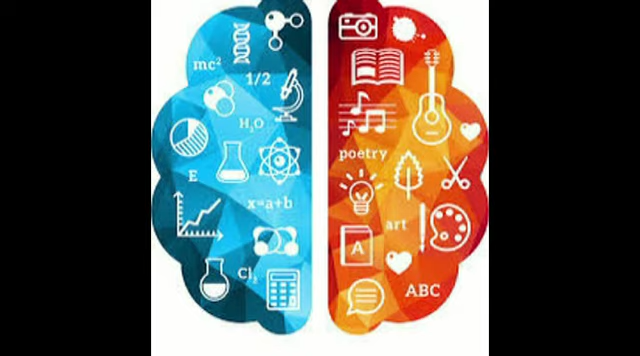 mc²
1/2
H₂O
E
x=a+b
Cl₂
poetry
art
A
ABC